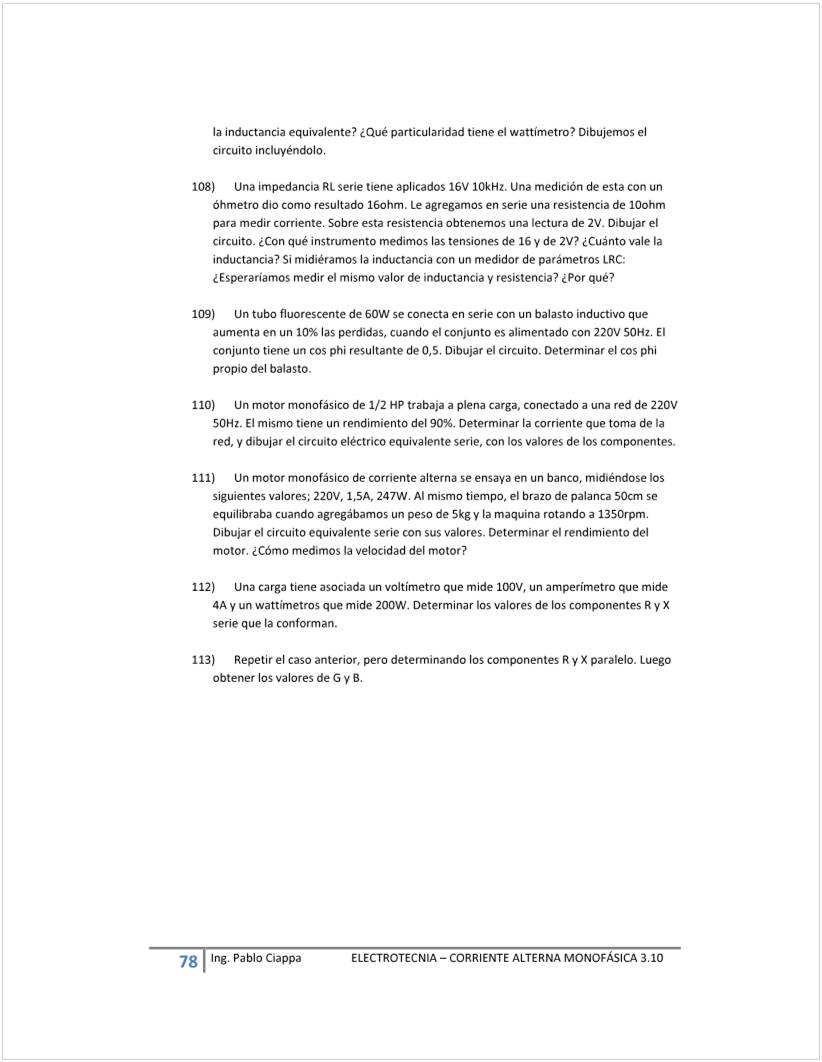 la inductancia equivalente? ¿Qué particularidad tiene el wattímetro? Dibujemos el
circuito incluyéndolo.
108) Una impedancia RL serie tiene aplicados 16V 10kHz. Una medición de esta con un
óhmetro dio como resultado 16ohm. Le agregamos en serie una resistencia de 10ohm
para medir corriente. Sobre esta resistencia obtenemos una lectura de 2V. Dibujar el
circuito. ¿Con qué instrumento medimos las tensiones de 16 y de 2V? ¿Cuánto vale la
inductancia? Si midiéramos la inductancia con un medidor de parámetros LRC:
¿Esperaríamos medir el mismo valor de inductancia y resistencia? ¿Por qué?
109) Un tubo fluorescente de 60W se conecta en serie con un balasto inductivo que
aumenta en un 10% las perdidas, cuando el conjunto es alimentado con 220V 50Hz. El
conjunto tiene un cos phi resultante de 0,5. Dibujar el circuito. Determinar el cos phi
propio del balasto.
110) Un motor monofásico de 1/2 HP trabaja a plena carga, conectado a una red de 220V
50Hz. El mismo tiene un rendimiento del 90%. Determinar la corriente que toma de la
red, y dibujar el circuito eléctrico equivalente serie, con los valores de los componentes.
111) Un motor monofásico de corriente alterna se ensaya en un banco, midiéndose los
siguientes valores; 220V, 1,5A, 247W. Al mismo tiempo, el brazo de palanca 50cm se
equilibraba cuando agregábamos un peso de 5kg y la maquina rotando a 1350rpm.
Dibujar el circuito equivalente serie con sus valores. Determinar el rendimiento del
motor. ¿Cómo medimos la velocidad del motor?
112) Una carga tiene asociada un voltímetro que mide 100V, un amperímetro que mide
4A y un wattímetros que mide 200W. Determinar los valores de los componentes R y X
serie que la conforman.
113) Repetir el caso anterior, pero determinando los componentes R y X paralelo. Luego
obtener los valores de G y B.
78 Ing. Pablo Ciappa ELECTROTECNIA – CORRIENTE ALTERNA MONOFÁSICA 3.10